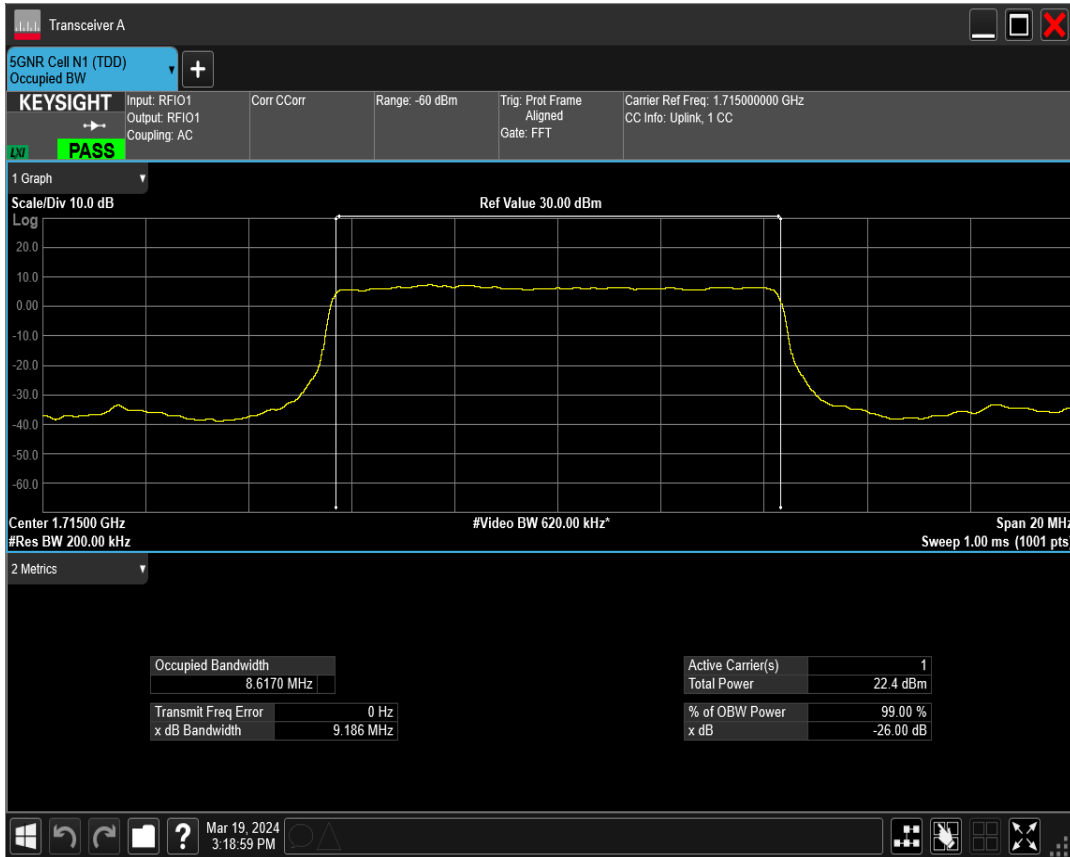 Transceiver A
5GNR Cell N1 (TDD)
Occupied BW
+
KEYSIGHT
LXI
PASS
Input: RFIO1
Output: RFIO1
Coupling: AC
Corr CCorr
Range: -60 dBm
Trig: Prot Frame
Aligned
Gate: FFT
Carrier Ref Freq: 1.715000000 GHz
CC Info: Uplink, 1 CC
1 Graph
Scale/Div 10.0 dB
Ref Value 30.00 dBm
Log
20.0
10.0
0.00
-10.0
-20.0
-30.0
-40.0
-50.0
-60.0
Center 1.71500 GHz
#Video BW 620.00 kHz*
Span 20 MHz
#Res BW 200.00 kHz
Sweep 1.00 ms (1001 pts)
2 Metrics
Occupied Bandwidth
8.6170 MHz
Transmit Freq Error 0 Hz
x dB Bandwidth 9.186 MHz
Active Carrier(s) 1
Total Power 22.4 dBm
% of OBW Power 99.00 %
x dB -26.00 dB
?
Mar 19, 2024
3:18:59 PM